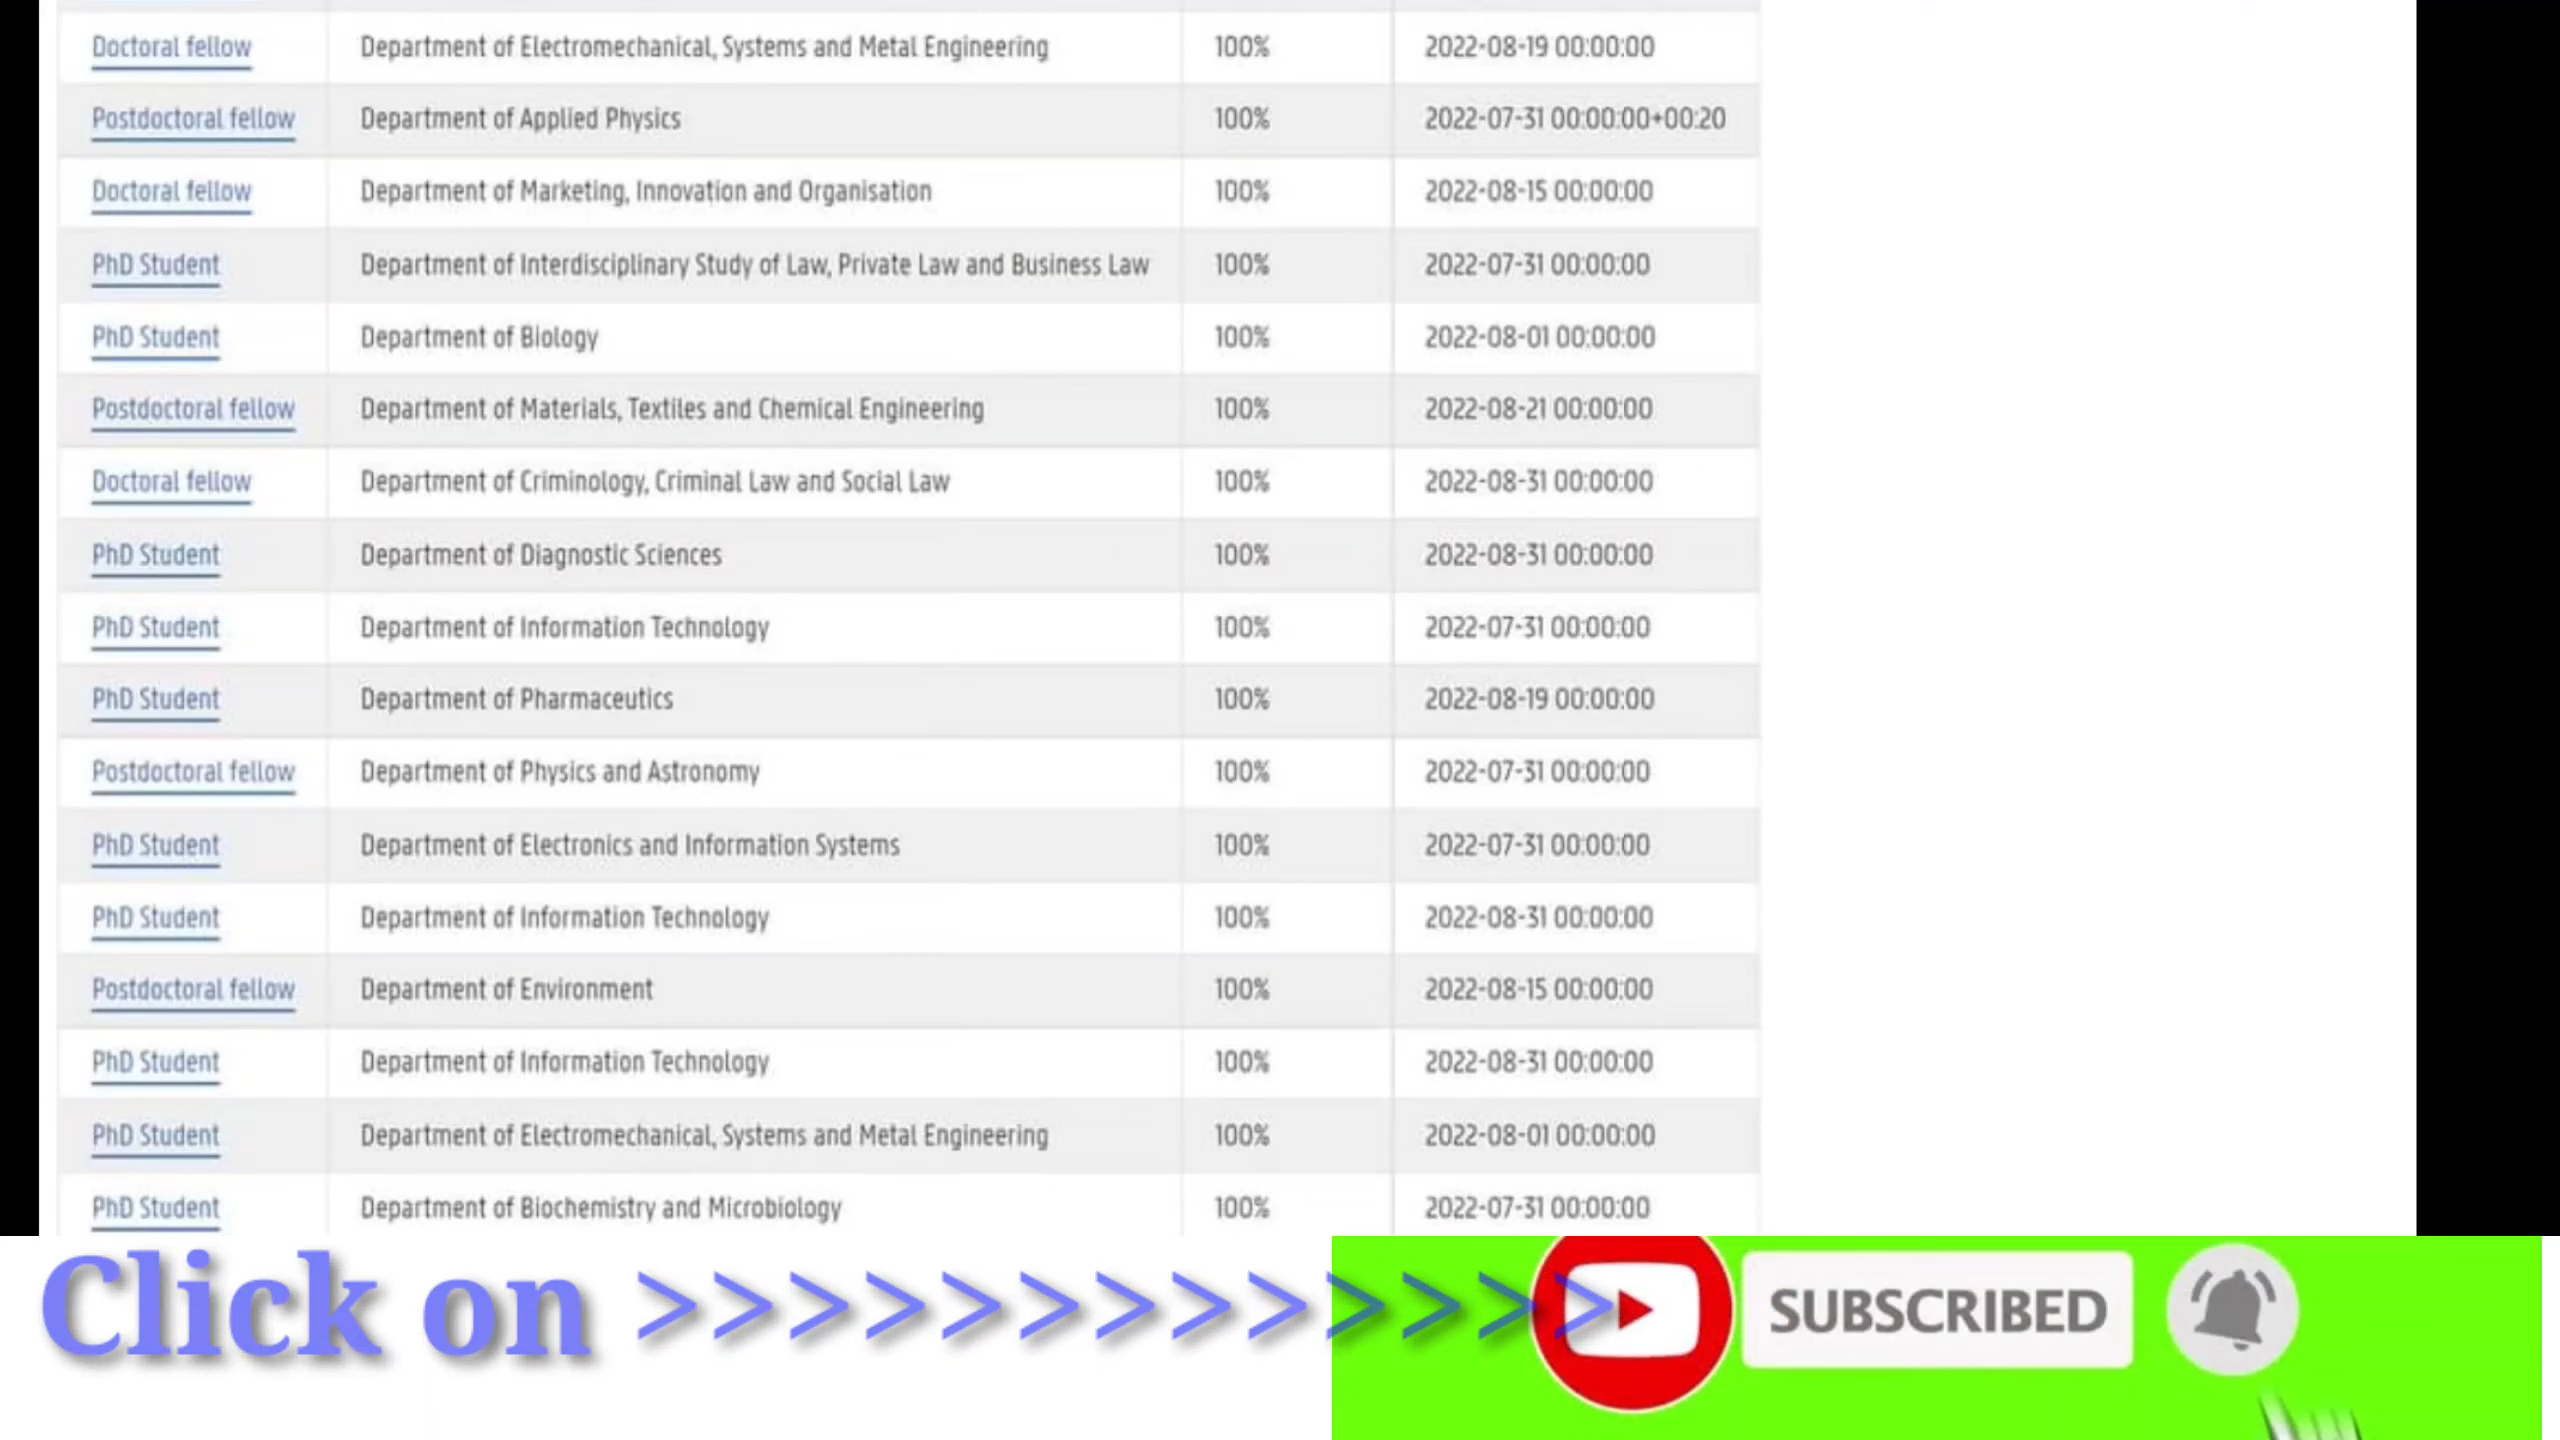 Doctoral fellow Department of Electromechanical, Systems and Metal Engineering 100% 2022-08-19 00:00:00
Postdoctoral fellow Department of Applied Physics 100% 2022-07-31 00:00:00+00:20
Doctoral fellow Department of Marketing, Innovation and Organisation 100% 2022-08-15 00:00:00
PhD Student Department of Interdisciplinary Study of Law, Private Law and Business Law 100% 2022-07-31 00:00:00
PhD Student Department of Biology 100% 2022-08-01 00:00:00
Postdoctoral fellow Department of Materials, Textiles and Chemical Engineering 100% 2022-08-21 00:00:00
Doctoral fellow Department of Criminology, Criminal Law and Social Law 100% 2022-08-31 00:00:00
PhD Student Department of Diagnostic Sciences 100% 2022-08-31 00:00:00
PhD Student Department of Information Technology 100% 2022-07-31 00:00:00
PhD Student Department of Pharmaceutics 100% 2022-08-19 00:00:00
Postdoctoral fellow Department of Physics and Astronomy 100% 2022-07-31 00:00:00
PhD Student Department of Electronics and Information Systems 100% 2022-07-31 00:00:00
PhD Student Department of Information Technology 100% 2022-08-31 00:00:00
Postdoctoral fellow Department of Environment 100% 2022-08-15 00:00:00
PhD Student Department of Information Technology 100% 2022-08-31 00:00:00
PhD Student Department of Electromechanical, Systems and Metal Engineering 100% 2022-08-01 00:00:00
PhD Student Department of Biochemistry and Microbiology 100% 2022-07-31 00:00:00
Click on >>>>>>>>>>>>> SUBSCRIBED